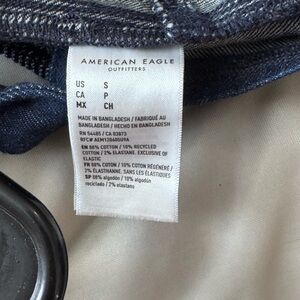 AMERICAN EAGLE
OUTFITTERS
US S
CA P
MX CH
MADE IN BANGLADESH / FABRIQUÉ AU
BANGLADESH / HECHO EN BANGLADESH
RN 54485 / CA 03873
EN 88% COTTON / 10% RECYCLED
COTTON / 2% ELASTANE. EXCLUSIVE OF
ELASTIC
FR 88% COTON / 10% COTON RÉGÉNÉRÉ /
2% ÉLASTHANNE. SAN LES ÉLASTIQUES
SP 88% algodón / 10% algodón
reciclado / 2% elastano